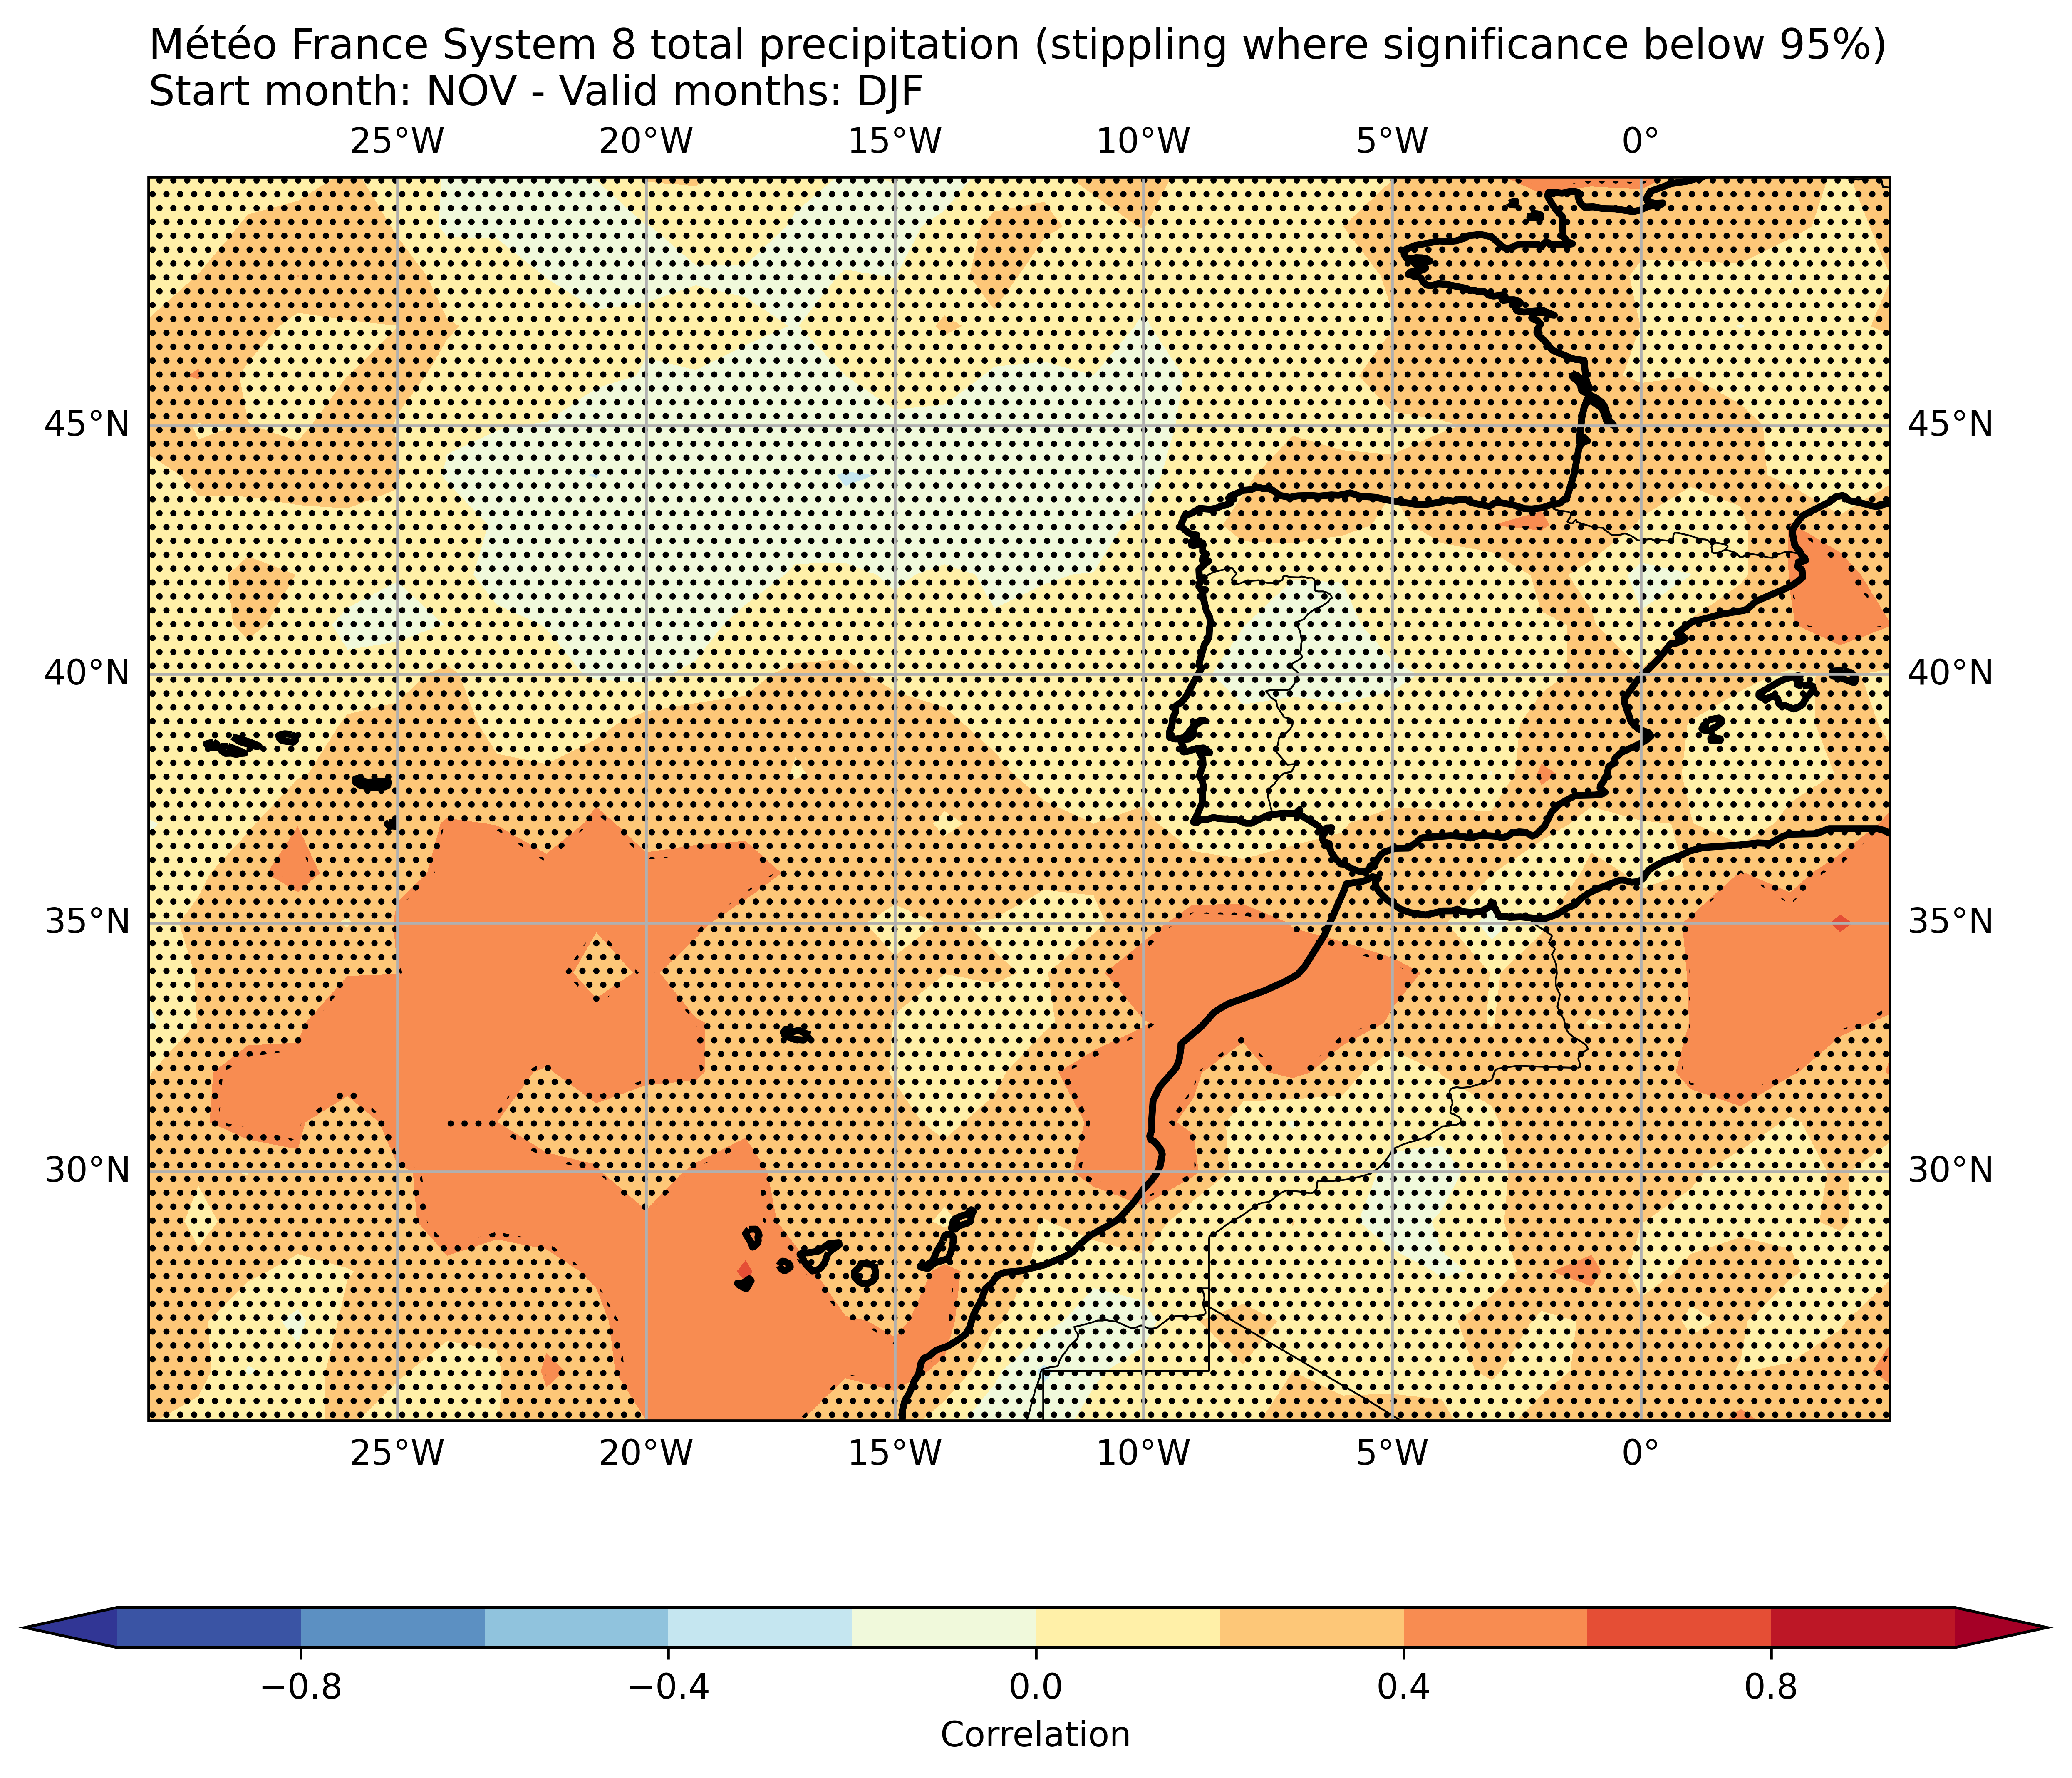 Météo France System 8 total precipitation (stippling where significance below 95%)
Start month: NOV - Valid months: DJF
25°W 20°W 15°W 10°W 5°W 0°
45°N 45°N
40°N 40°N
35°N 35°N
30°N 30°N
25°W 20°W 15°W 10°W 5°W 0°
−0.8 −0.4 0.0 0.4 0.8
Correlation